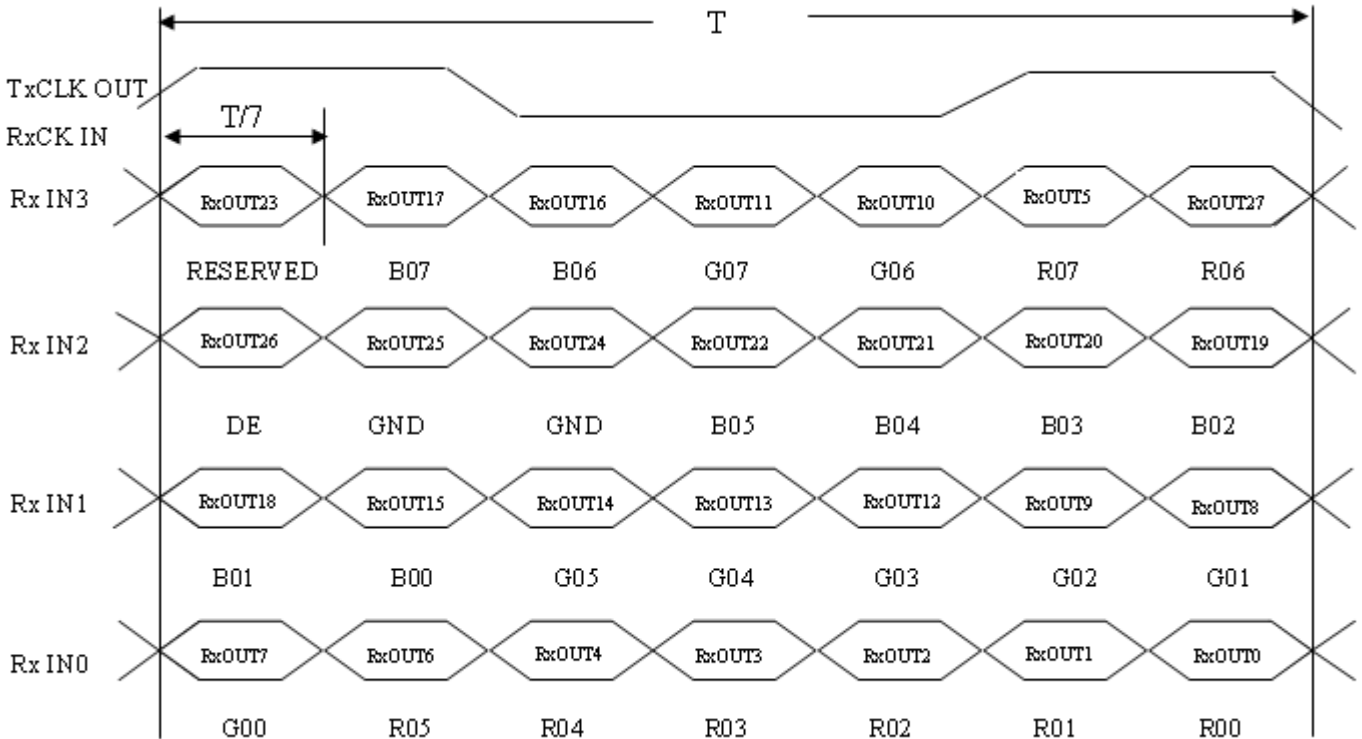 T
TxCLK OUT
T/7
RxCK IN
Rx IN3 RxOUT23 RxOUT17 RxOUT16 RxOUT11 RxOUT10 RxOUT5 RxOUT27
RESERVED B07 B06 G07 G06 R07 R06
Rx IN2 RxOUT26 RxOUT25 RxOUT24 RxOUT22 RxOUT21 RxOUT20 RxOUT19
DE GND GND B05 B04 B03 B02
Rx IN1 RxOUT18 RxOUT15 RxOUT14 RxOUT13 RxOUT12 RxOUT9 RxOUT8
B01 B00 G05 G04 G03 G02 G01
Rx IN0 RxOUT7 RxOUT6 RxOUT4 RxOUT3 RxOUT2 RxOUT1 RxOUT0
G00 R05 R04 R03 R02 R01 R00